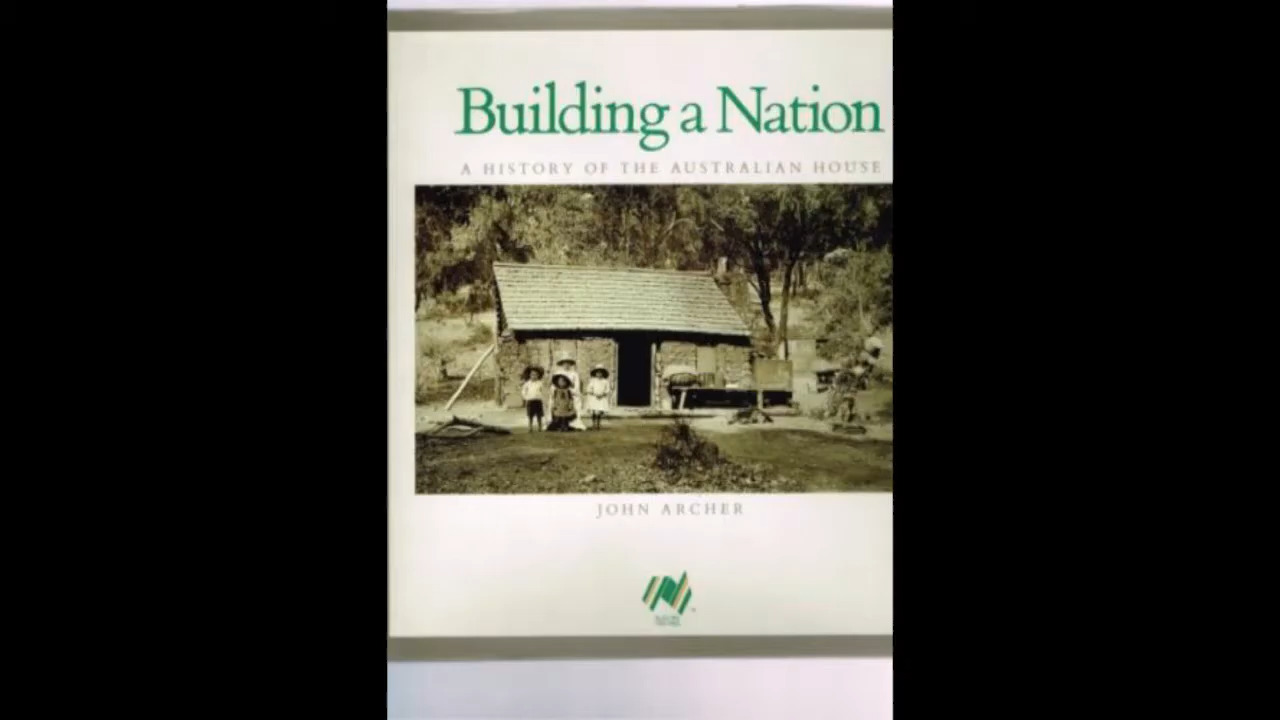 Building a Nation
A HISTORY OF THE AUSTRALIAN HOUSE
JOHN ARCHER